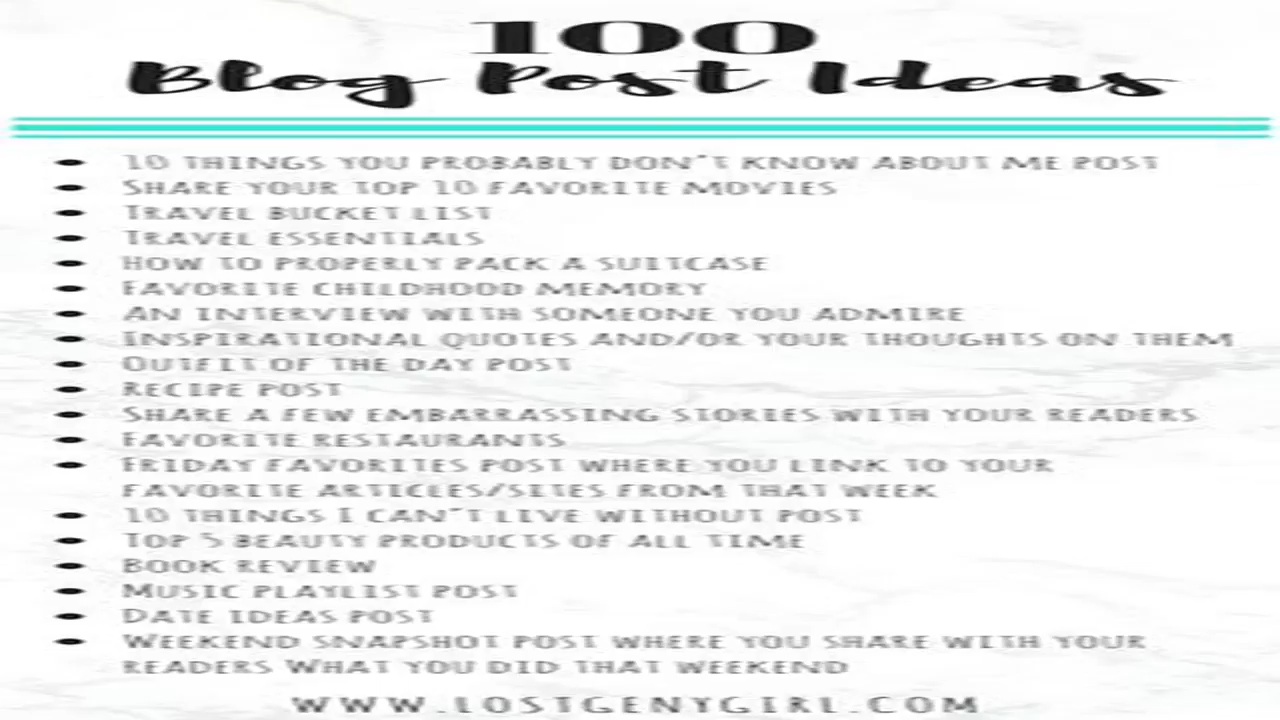 100
Blog Post Ideas
• 10 THINGS YOU PROBABLY DON'T KNOW ABOUT ME POST
• SHARE YOUR TOP 10 FAVORITE MOVIES
• TRAVEL BUCKET LIST
• TRAVEL ESSENTIALS
• HOW TO PROPERLY PACK A SUITCASE
• FAVORITE CHILDHOOD MEMORY
• AN INTERVIEW WITH SOMEONE YOU ADMIRE
• INSPIRATIONAL QUOTES AND/OR YOUR THOUGHTS ON THEM
• OUTFIT OF THE DAY POST
• RECIPE POST
• SHARE A FEW EMBARRASSING STORIES WITH YOUR READERS
• FAVORITE RESTAURANTS
• FRIDAY FAVORITES POST WHERE YOU LINK TO YOUR
FAVORITE ARTICLES/SITES FROM THAT WEEK
• 10 THINGS I CAN'T LIVE WITHOUT POST
• TOP 5 BEAUTY PRODUCTS OF ALL TIME
• BOOK REVIEW
• MUSIC PLAYLIST POST
• DATE IDEAS POST
• WEEKEND SNAPSHOT POST WHERE YOU SHARE WITH YOUR
READERS WHAT YOU DID THAT WEEKEND
WWW.LOSTGENYGIRL.COM